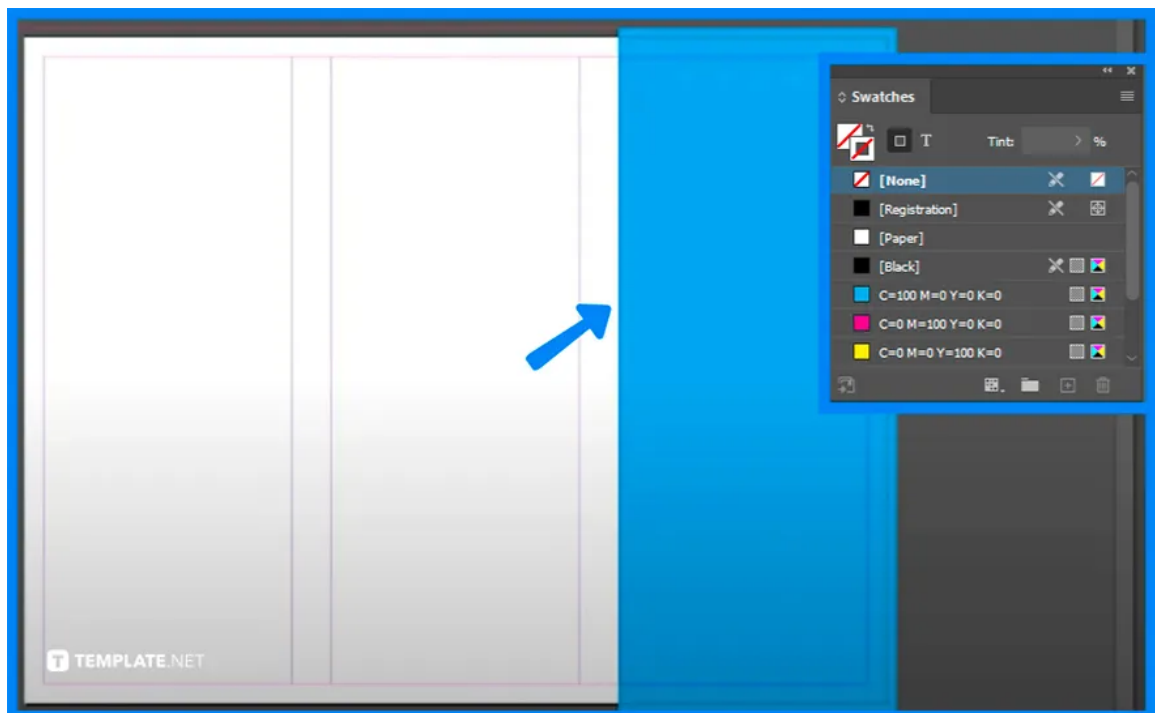 Swatches
T
Tint:
%
[None]
[Registration]
[Paper]
[Black]
C=100 M=0 Y=0 K=0
C=0 M=100 Y=0 K=0
C=0 M=0 Y=100 K=0
T TEMPLATE.NET